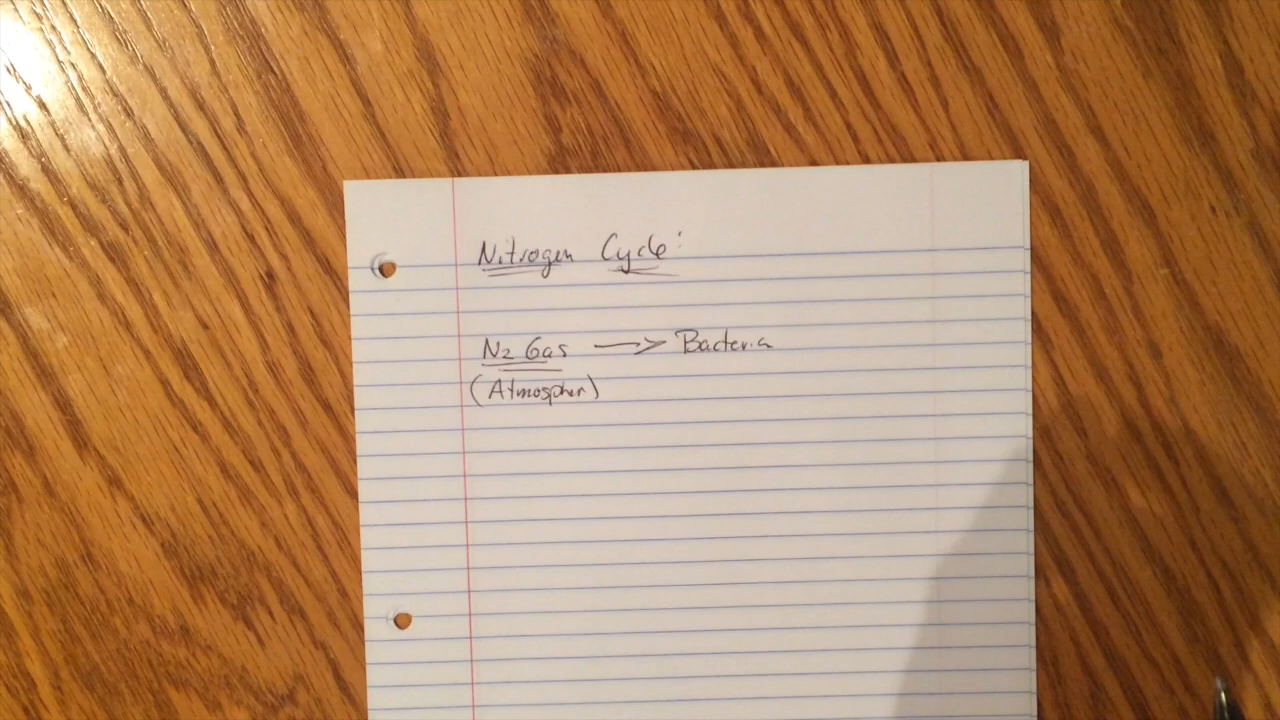 Nitrogen Cycle:
N2 Gas → Bacteria
(Atmospher)